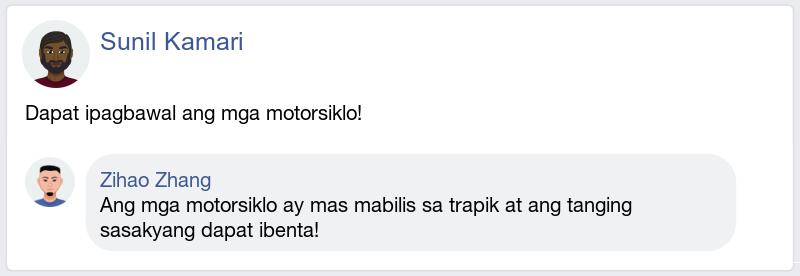 Sunil Kamari
Dapat ipagbawal ang mga motorsiklo!
Zihao Zhang
Ang mga motorsiklo ay mas mabilis sa trapik at ang tanging
sasakyang dapat ibenta!